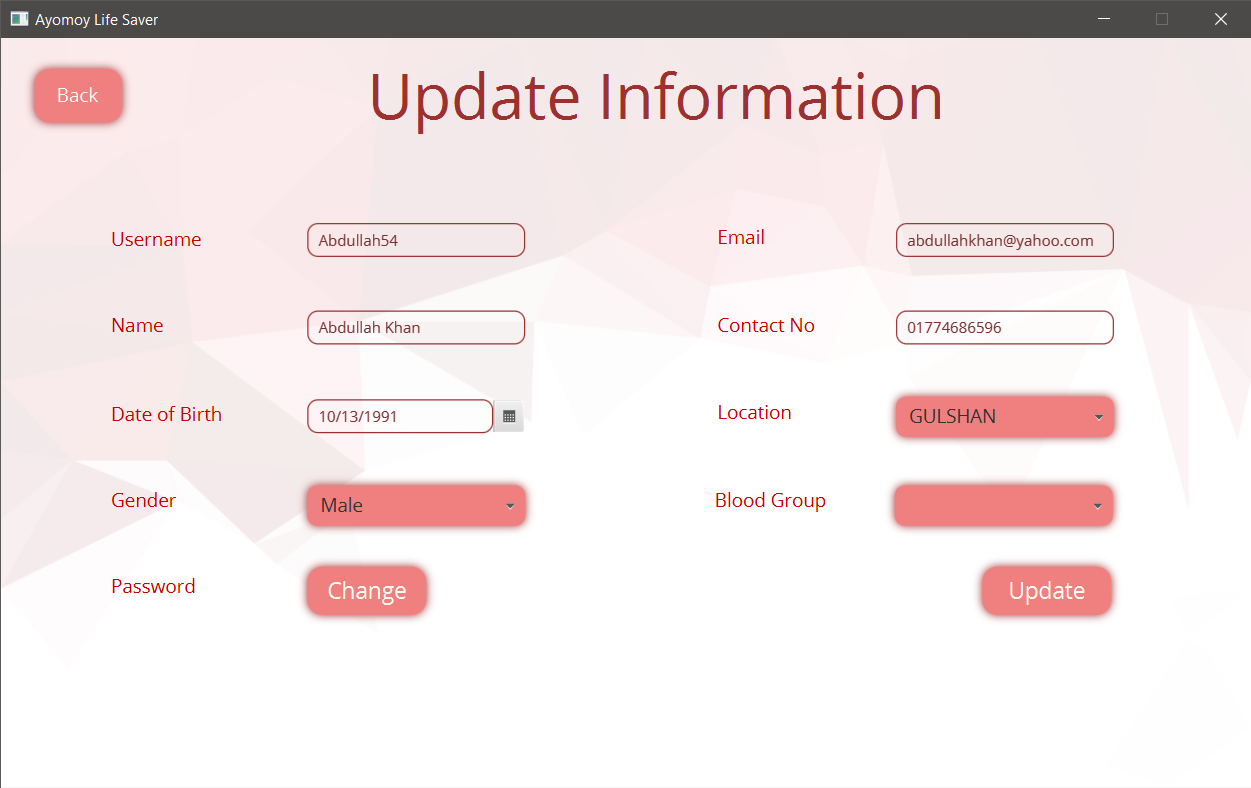 Ayomoy Life Saver
Back
Update Information
Username
Abdullah54
Email
abdullahkhan@yahoo.com
Name
Abdullah Khan
Contact No
01774686596
Date of Birth
10/13/1991
Location
GULSHAN
Gender
Male
Blood Group
Password
Change
Update